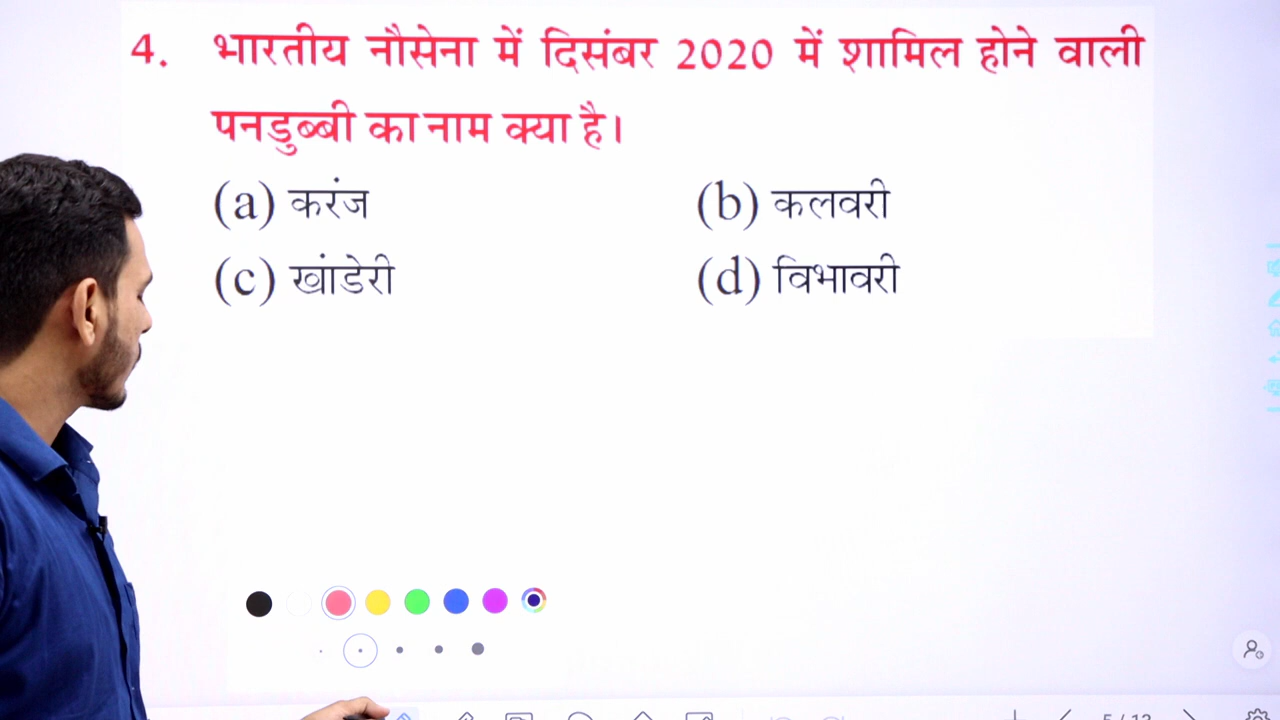 4. भारतीय नौसेना में दिसंबर 2020 में शामिल होने वाली
पनडुब्बी का नाम क्या है।
(a) करंज (b) कलवरी
(c) खांडेरी (d) विभावरी